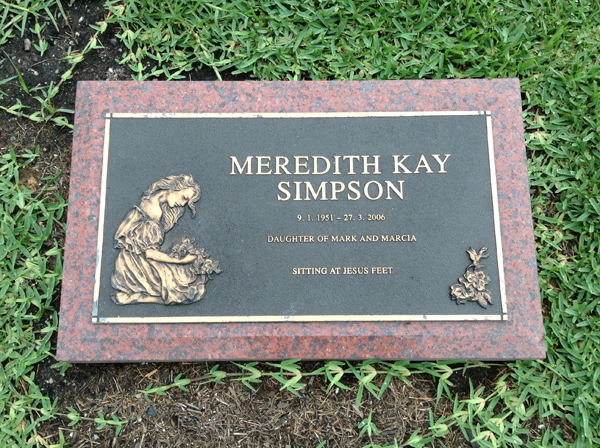 MEREDITH KAY
SIMPSON
9. 1. 1951 – 27. 3. 2006
DAUGHTER OF MARK AND MARCIA
SITTING AT JESUS FEET